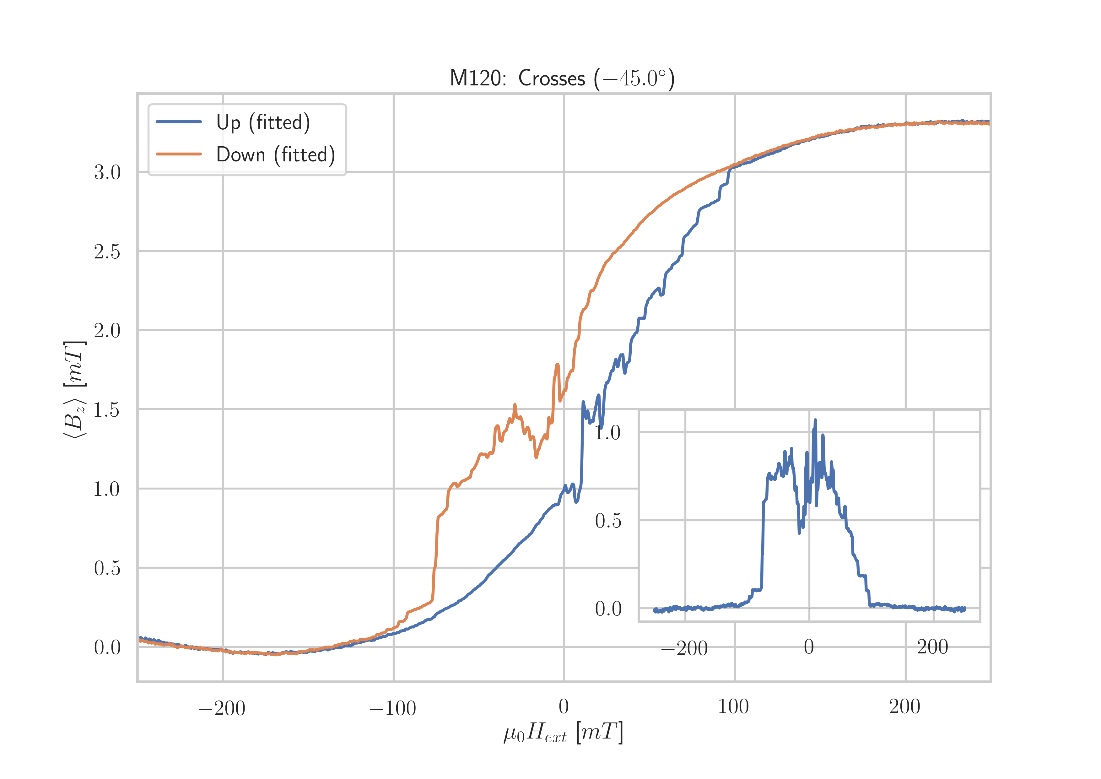 M120: Crosses (−45.0°)
Up (fitted)
Down (fitted)
3.0
2.5
2.0
1.5
1.0
0.5
0.0
⟨B_z⟩ [mT]
1.0
0.5
0.0
−200 0 200
−200 −100 0 100 200
μ₀H_ext [mT]